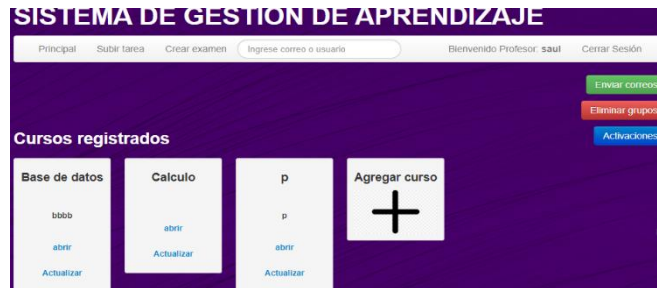 SISTEMA DE GESTION DE APRENDIZAJE
Principal Subir tarea Crear examen Ingrese correo o usuario Bienvenido Profesor: saul Cerrar Sesión
Enviar correos
Eliminar grupos
Activaciones
Cursos registrados
Base de datos
bbbb
abrir
Actualizar
Calculo
abrir
Actualizar
p
p
abrir
Actualizar
Agregar curso